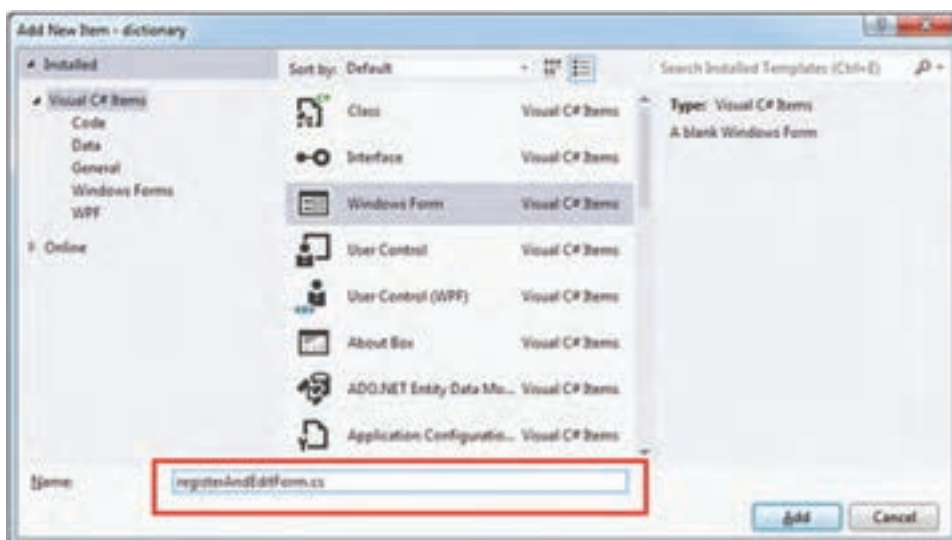 Add New Item - dictionary
Installed
Sort by: Default
Search Installed Templates (Ctrl+E)
Visual C# Items
Code
Data
General
Windows Forms
WPF
Online
Class Visual C# Items
Interface Visual C# Items
Windows Form Visual C# Items
User Control Visual C# Items
User Control (WPF) Visual C# Items
About Box Visual C# Items
ADO.NET Entity Data Mo... Visual C# Items
Application Configuratio... Visual C# Items
Type: Visual C# Items
A blank Windows Form
Name: registerAndEditForm.cs
Add Cancel